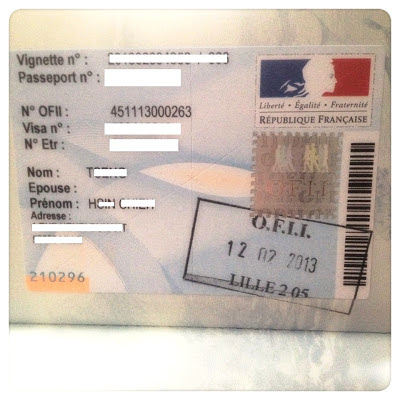 Vignette n° :
Passeport n° :
N° OFII : 451113000263
Visa n° :
N° Etr :
Nom :
Epouse :
Prénom :
Adresse :
210296
Liberté • Égalité • Fraternité
RÉPUBLIQUE FRANÇAISE
O.F.I.I.
12 02 2013
LILLE 2 05